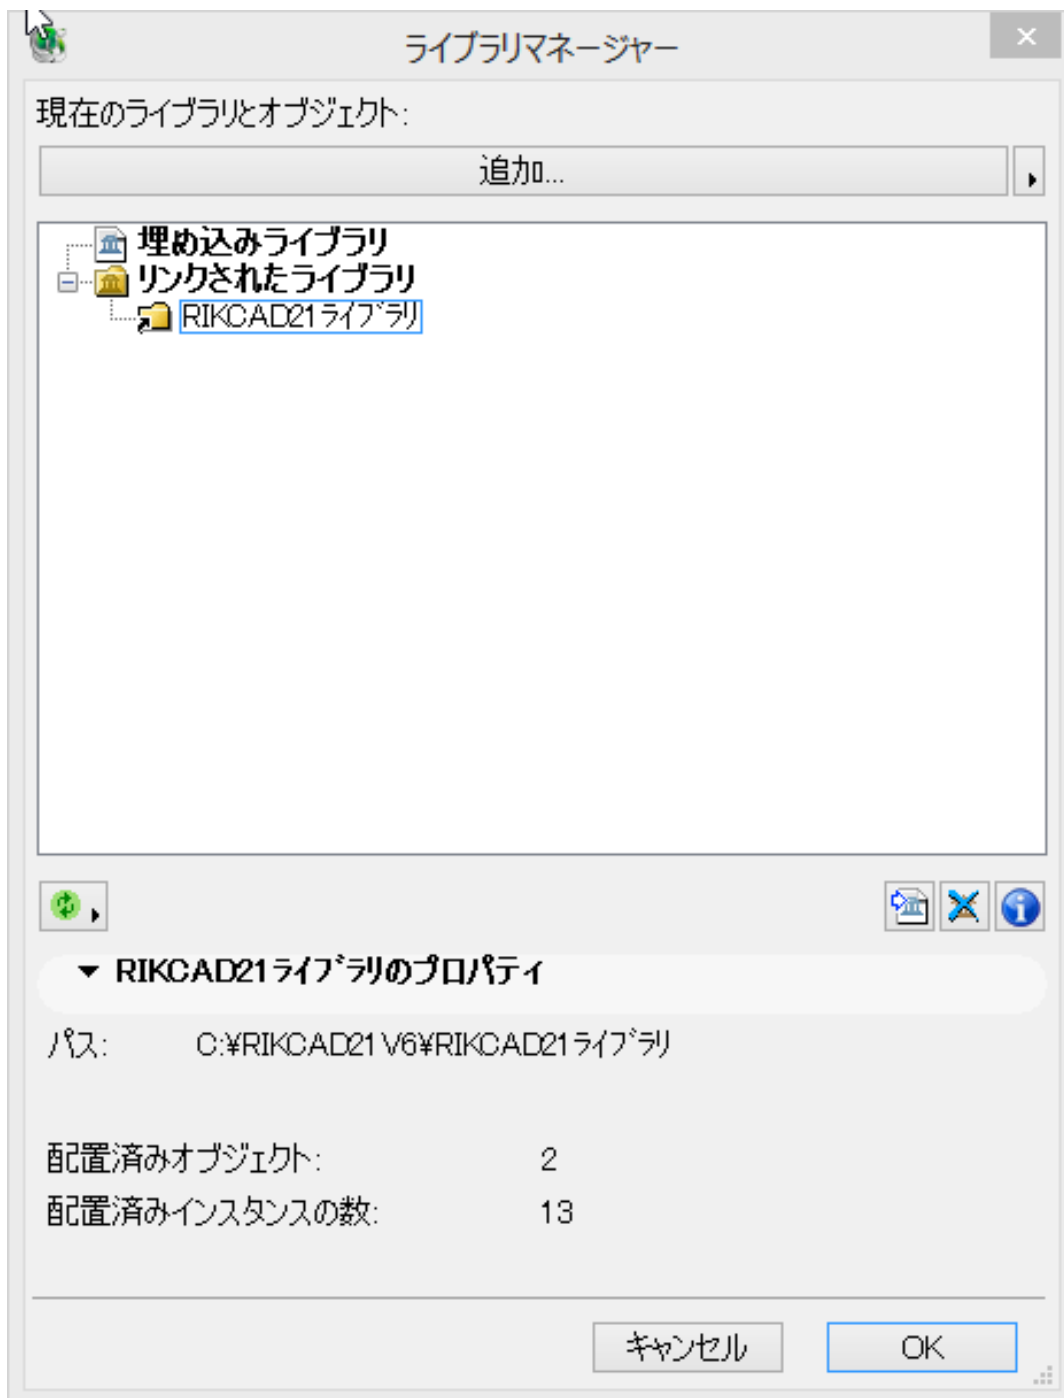 ライブラリマネージャー
現在のライブラリとオブジェクト:
追加...
埋め込みライブラリ
リンクされたライブラリ
RIKCAD21ﾗｲﾌﾞﾗﾘ
RIKCAD21ﾗｲﾌﾞﾗﾘのプロパティ
パス: C:¥RIKCAD21V6¥RIKCAD21ﾗｲﾌﾞﾗﾘ
配置済みオブジェクト: 2
配置済みインスタンスの数: 13
キャンセル OK